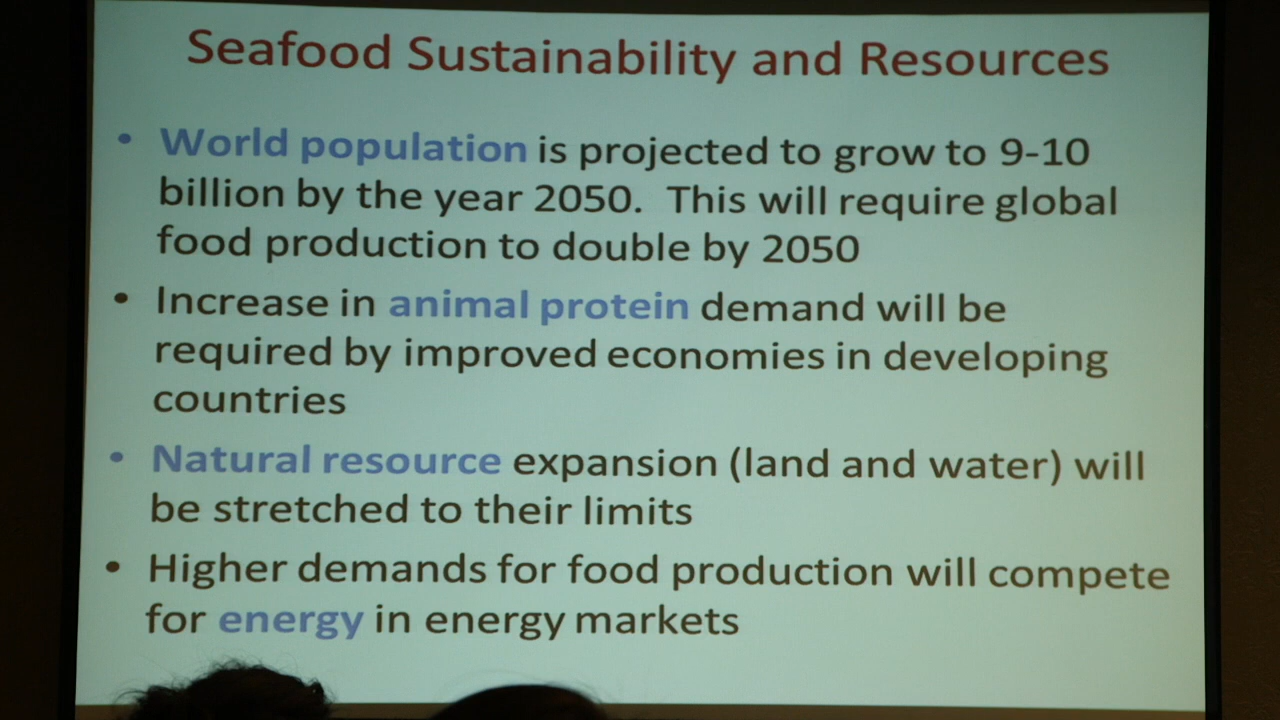 Seafood Sustainability and Resources
• World population is projected to grow to 9-10
billion by the year 2050.  This will require global
food production to double by 2050
• Increase in animal protein demand will be
required by improved economies in developing
countries
• Natural resource expansion (land and water) will
be stretched to their limits
• Higher demands for food production will compete
for energy in energy markets